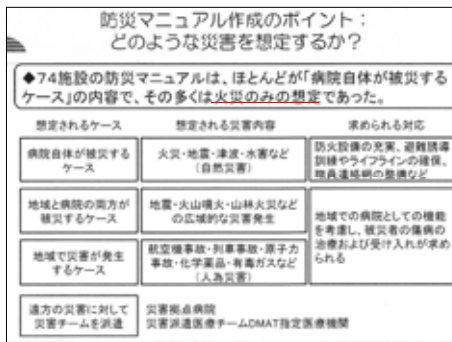 防災マニュアル作成のポイント：
どのような災害を想定するか？
◆74施設の防災マニュアルは、ほとんどが「病院自体が被災する
ケース」の内容で、その多くは火災のみの想定であった。
想定されるケース
想定される災害内容
求められる対応
病院自体が被災する
ケース
火災・地震・津波・水害など
（自然災害）
防火設備の充実、避難誘導
訓練やライフラインの確保、
職員連絡網の整備など
地域と病院の両方が
被災するケース
地震・火山噴火・山林火災など
の広域的な災害発生
地域での病院としての機能
を考慮し、被災者の傷病の
治療および受け入れが求め
られる
地域で災害が発生
するケース
航空機事故・列車事故・原子力
事故・化学薬品・有毒ガスなど
（人為災害）
遠方の災害に対して
災害チームを派遣
災害拠点病院
災害派遣医療チームDMAT指定医療機関